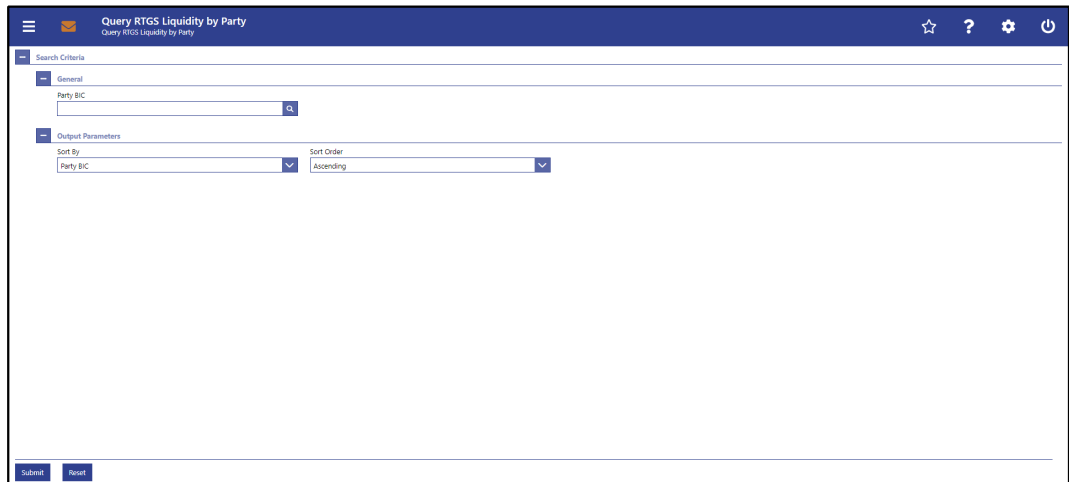 Query RTGS Liquidity by Party
Query RTGS Liquidity by Party
Search Criteria
General
Party BIC
Output Parameters
Sort By Sort Order
Party BIC Ascending
Submit Reset